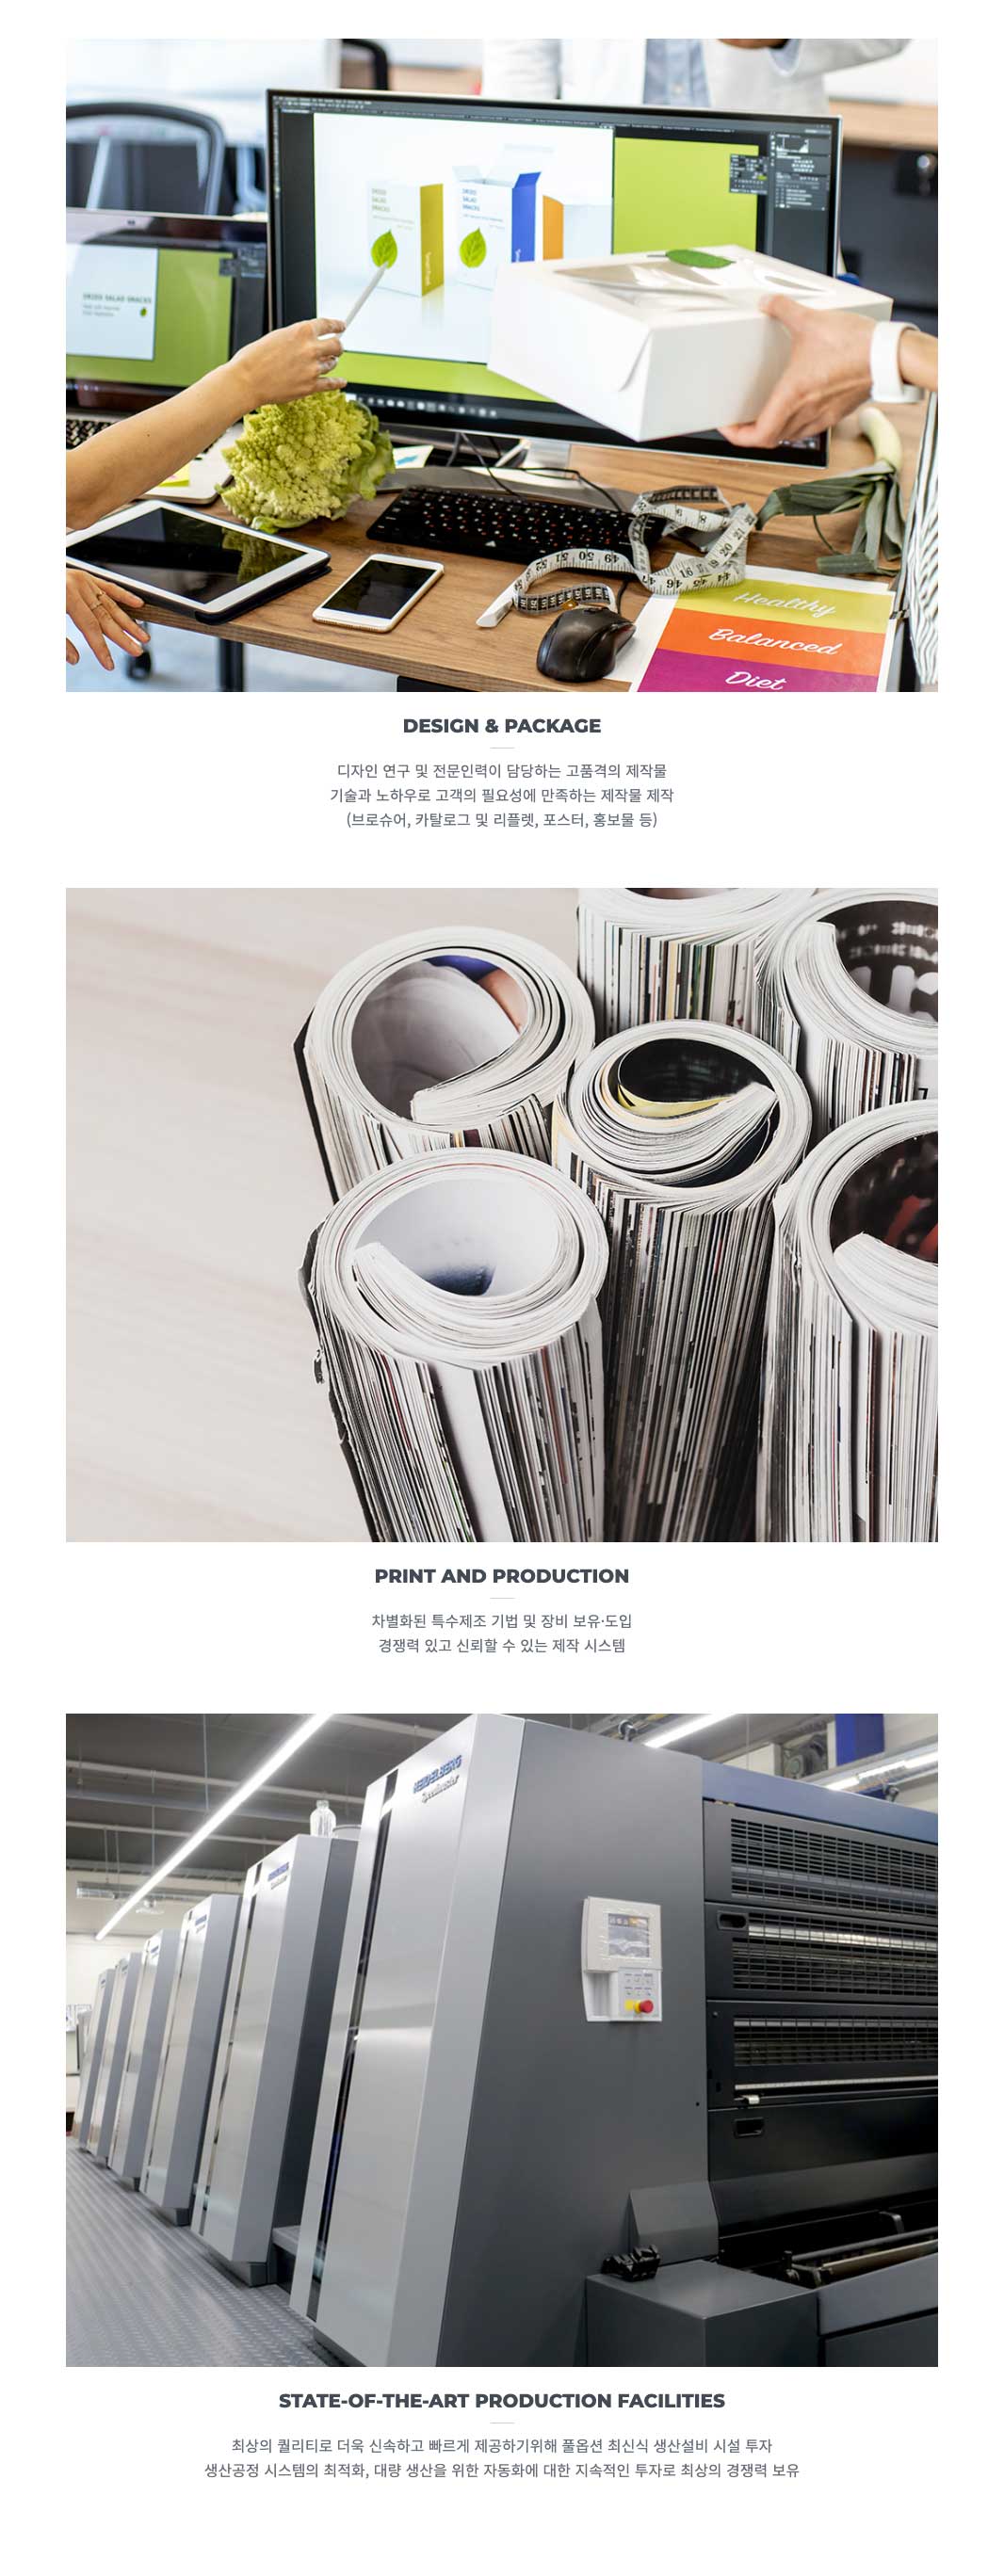 DRIED
SALAD
SNACKS
DRIED
SALAD
SNACKS
DRIED SALAD SNACKS
Healthy
Balanced
Diet
DESIGN & PACKAGE
디자인 연구 및 전문인력이 담당하는 고품격의 제작물
기술과 노하우로 고객의 필요성에 만족하는 제작물 제작
(브로슈어, 카탈로그 및 리플렛, 포스터, 홍보물 등)
PRINT AND PRODUCTION
차별화된 특수제조 기법 및 장비 보유·도입
경쟁력 있고 신뢰할 수 있는 제작 시스템
HEIDELBERG
Speedmaster
STATE-OF-THE-ART PRODUCTION FACILITIES
최상의 퀄리티로 더욱 신속하고 빠르게 제공하기위해 풀옵션 최신식 생산설비 시설 투자
생산공정 시스템의 최적화, 대량 생산을 위한 자동화에 대한 지속적인 투자로 최상의 경쟁력 보유